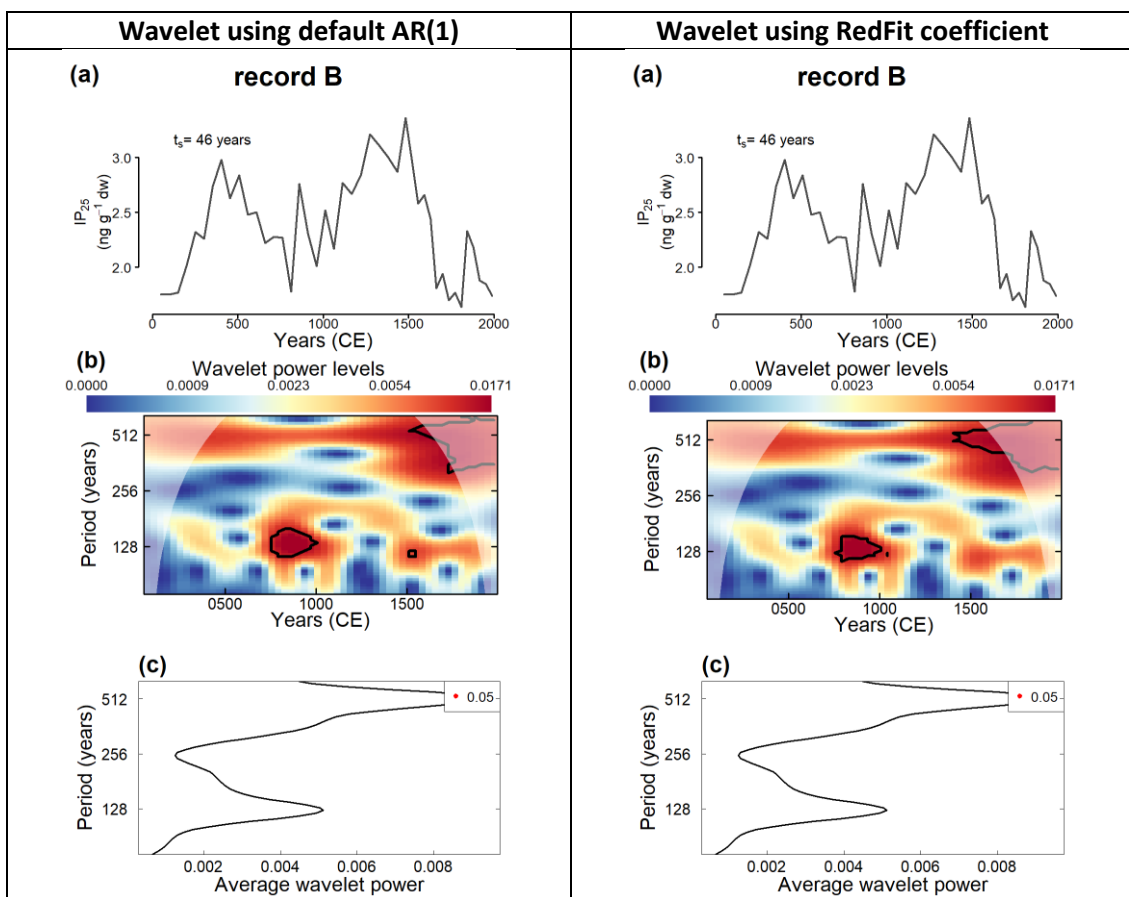 Wavelet using default AR(1)
(a)
record B
t_s= 46 years
3.0
2.5
2.0
IP₂₅
(ng g⁻¹ dw)
0 500 1000 1500 2000
Years (CE)
(b)
Wavelet power levels
0.0000 0.0009 0.0023 0.0054 0.0171
512
256
128
Period (years)
0500 1000 1500
Years (CE)
(c)
0.05
512
256
128
Period (years)
0.002 0.004 0.006 0.008
Average wavelet power
Wavelet using RedFit coefficient
(a)
record B
t_s= 46 years
3.0
2.5
2.0
IP₂₅
(ng g⁻¹ dw)
0 500 1000 1500 2000
Years (CE)
(b)
Wavelet power levels
0.0000 0.0009 0.0023 0.0054 0.0171
512
256
128
Period (years)
0500 1000 1500
Years (CE)
(c)
0.05
512
256
128
Period (years)
0.002 0.004 0.006 0.008
Average wavelet power